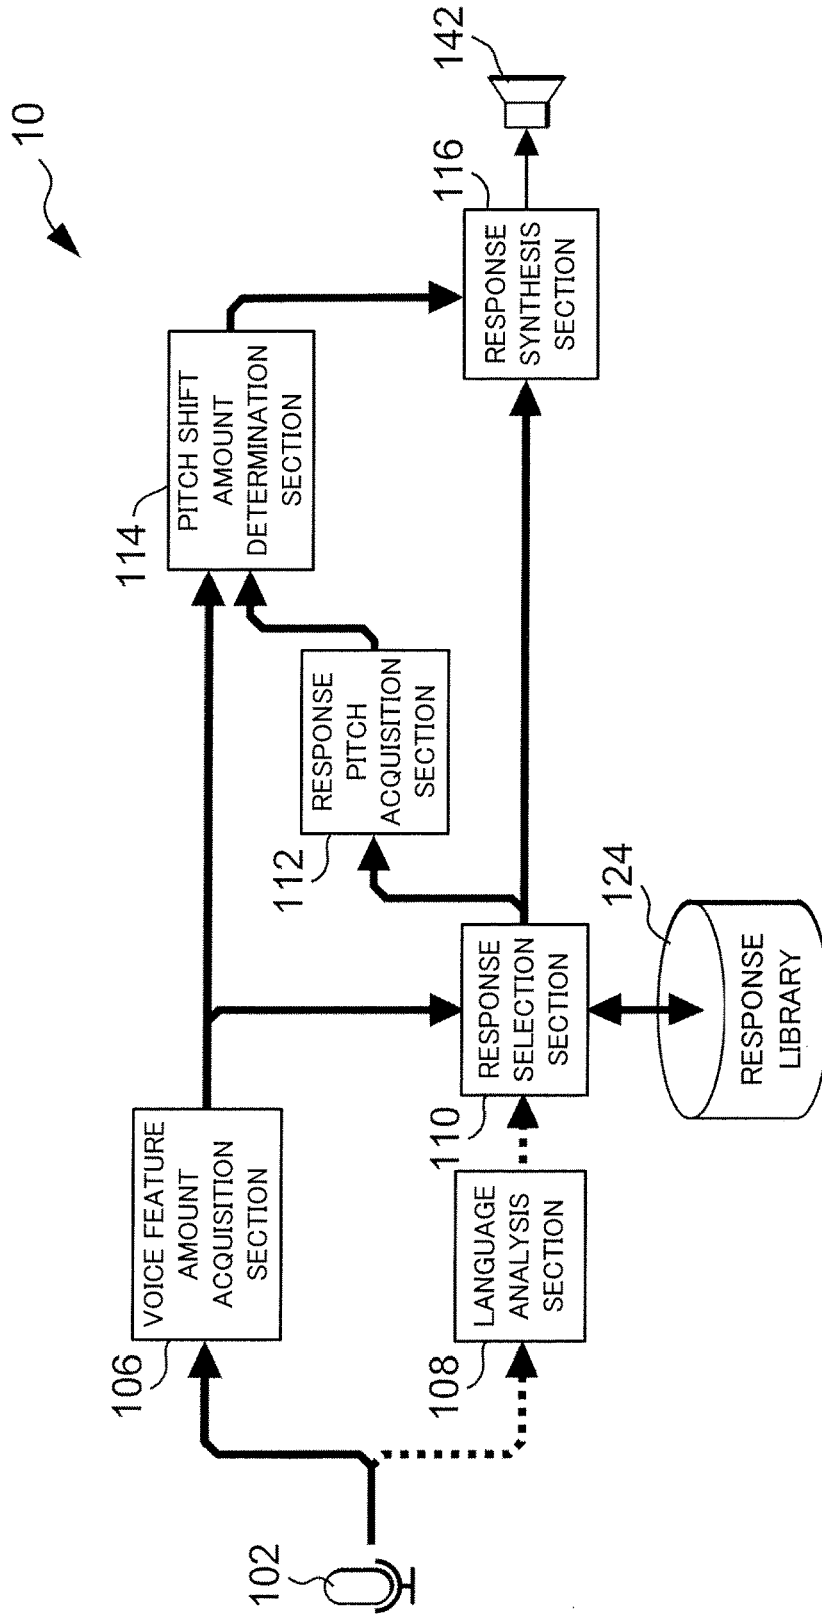 10
102
106
VOICE FEATURE
AMOUNT
ACQUISITION
SECTION
108
LANGUAGE
ANALYSIS
SECTION
110
RESPONSE
SELECTION
SECTION
124
RESPONSE
LIBRARY
112
RESPONSE
PITCH
ACQUISITION
SECTION
114
PITCH SHIFT
AMOUNT
DETERMINATION
SECTION
116
RESPONSE
SYNTHESIS
SECTION
142